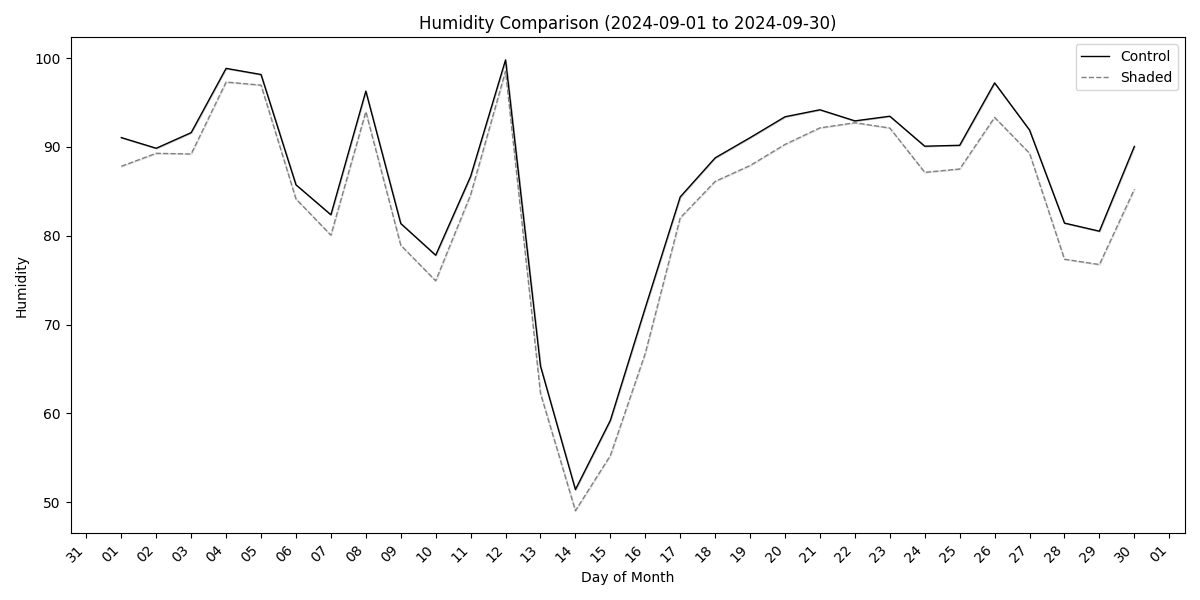 Humidity Comparison (2024-09-01 to 2024-09-30)
Control
Shaded
100
90
80
70
60
50
Humidity
31 01 02 03 04 05 06 07 08 09 10 11 12 13 14 15 16 17 18 19 20 21 22 23 24 25 26 27 28 29 30 01
Day of Month